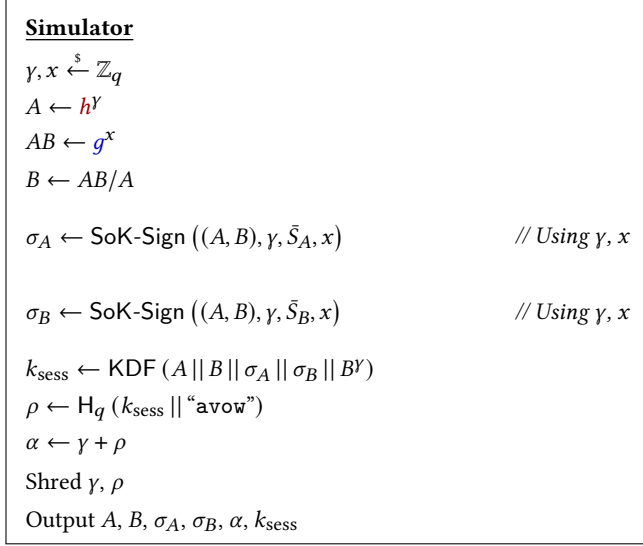 Simulator
γ, x ←$ ℤ_q
A ← h^γ
AB ← g^x
B ← AB/A
σ_A ← SoK-Sign ((A, B), γ, S̄_A, x) // Using γ, x
σ_B ← SoK-Sign ((A, B), γ, S̄_B, x) // Using γ, x
k_sess ← KDF (A || B || σ_A || σ_B || B^γ)
ρ ← H_q (k_sess || “avow”)
α ← γ + ρ
Shred γ, ρ
Output A, B, σ_A, σ_B, α, k_sess